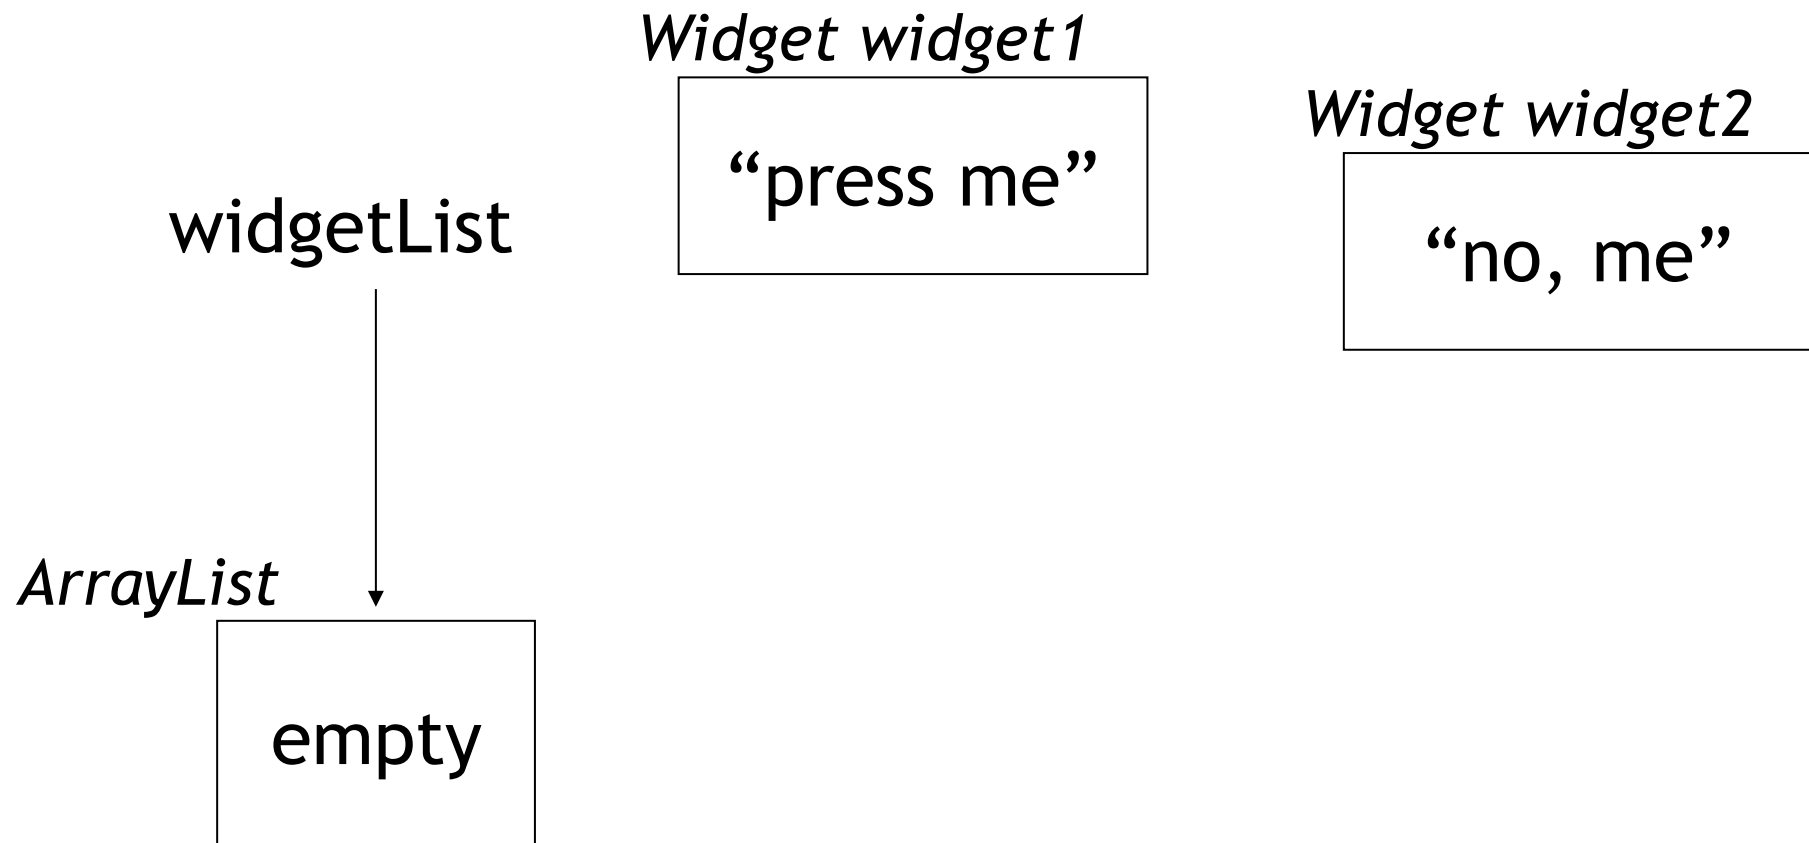 Widget widget1
“press me”
Widget widget2
“no, me”
widgetList
ArrayList
empty